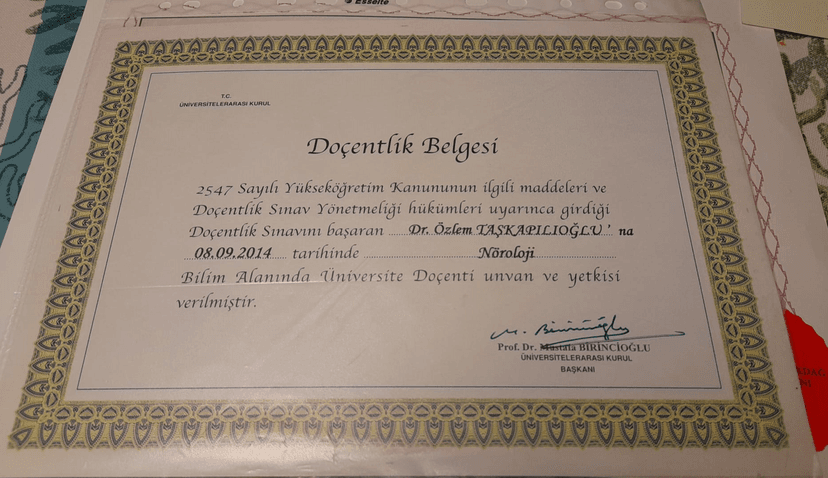 Esselte
T.C.
ÜNİVERSİTELERARASI KURUL
Doçentlik Belgesi
2547 Sayılı Yükseköğretim Kanununun ilgili maddeleri ve
Doçentlik Sınav Yönetmeliği hükümleri uyarınca girdiği
Doçentlik Sınavını başaran ..... Dr. Özlem TAŞKAPILIOĞLU ' na
08.09.2014 tarihinde ..... Nöroloji .....
Bilim Alanında Üniversite Doçenti unvan ve yetkisi
verilmiştir.
M. Birincioğlu
Prof. Dr. Mustafa BİRİNCİOĞLU
ÜNİVERSİTELERARASI KURUL
BAŞKANI